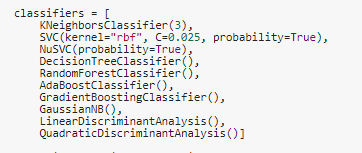 classifiers = [
    KNeighborsClassifier(3),
    SVC(kernel="rbf", C=0.025, probability=True),
    NuSVC(probability=True),
    DecisionTreeClassifier(),
    RandomForestClassifier(),
    AdaBoostClassifier(),
    GradientBoostingClassifier(),
    GaussianNB(),
    LinearDiscriminantAnalysis(),
    QuadraticDiscriminantAnalysis()]